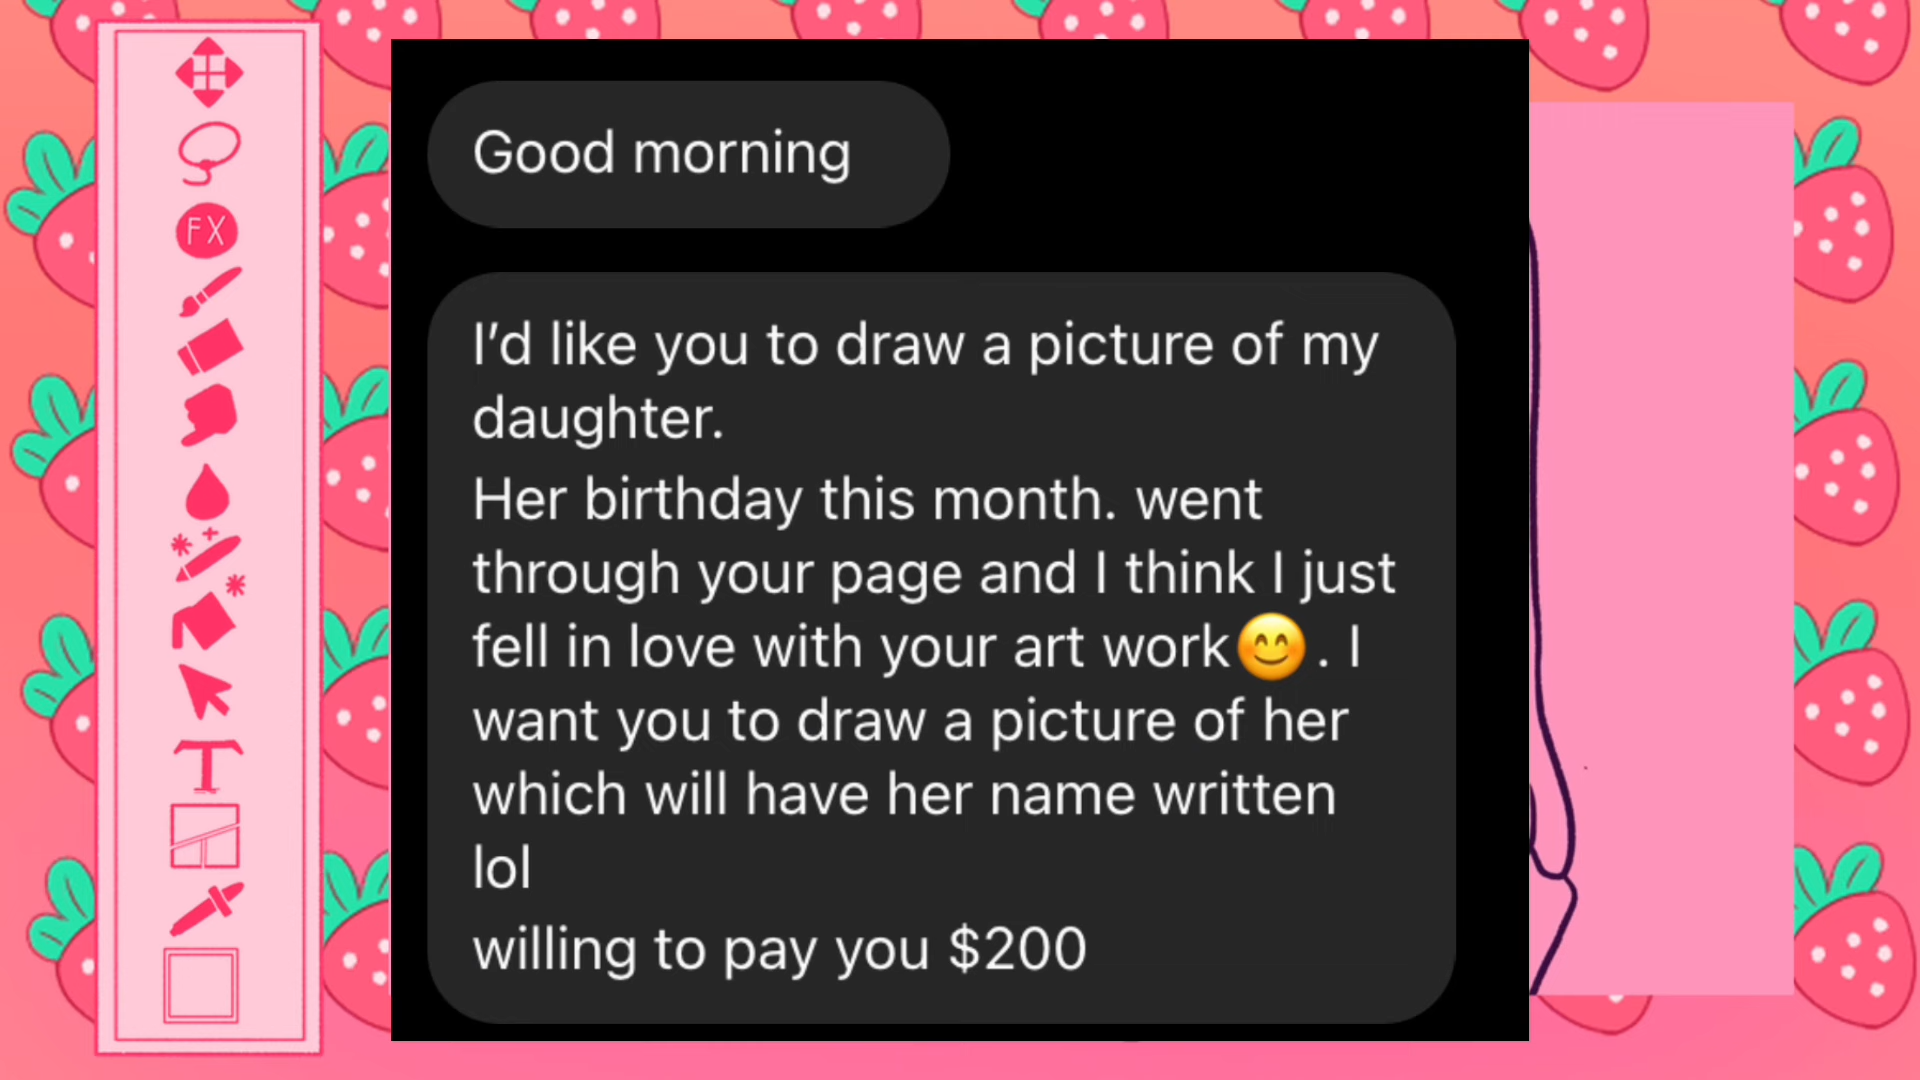 FX
T
Good morning
I’d like you to draw a picture of my
daughter.
Her birthday this month. went
through your page and I think I just
fell in love with your art work😊. I
want you to draw a picture of her
which will have her name written
lol
willing to pay you $200